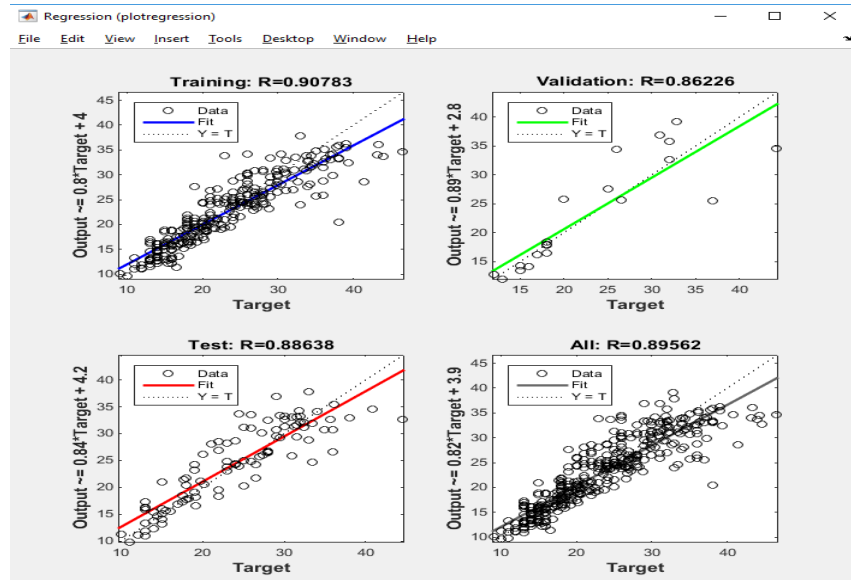 Regression (plotregression)
File Edit View Insert Tools Desktop Window Help
Training: R=0.90783
Output ~= 0.8*Target + 4
45
40
35
30
25
20
15
10
Data
Fit
Y = T
10 20 30 40
Target
Validation: R=0.86226
Output ~= 0.89*Target + 2.8
40
35
30
25
20
15
Data
Fit
Y = T
15 20 25 30 35 40
Target
Test: R=0.88638
Output ~= 0.84*Target + 4.2
40
35
30
25
20
15
10
Data
Fit
Y = T
10 20 30 40
Target
All: R=0.89562
Output ~= 0.82*Target + 3.9
45
40
35
30
25
20
15
10
Data
Fit
Y = T
10 20 30 40
Target